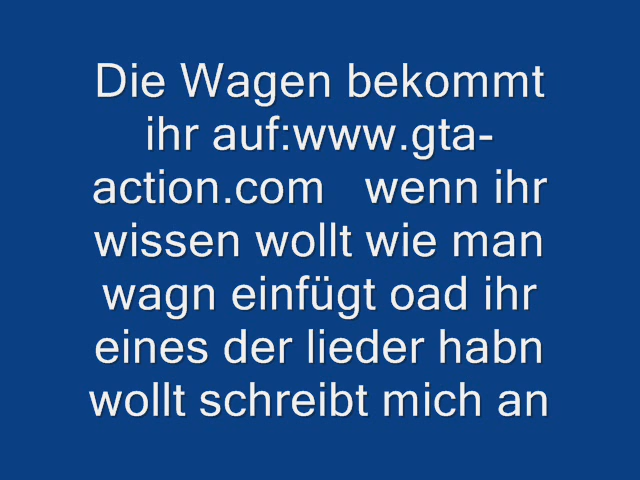 Die Wagen bekommt
ihr auf:www.gta-
action.com   wenn ihr
wissen wollt wie man
wagn einfügt oad ihr
eines der lieder habn
wollt schreibt mich an